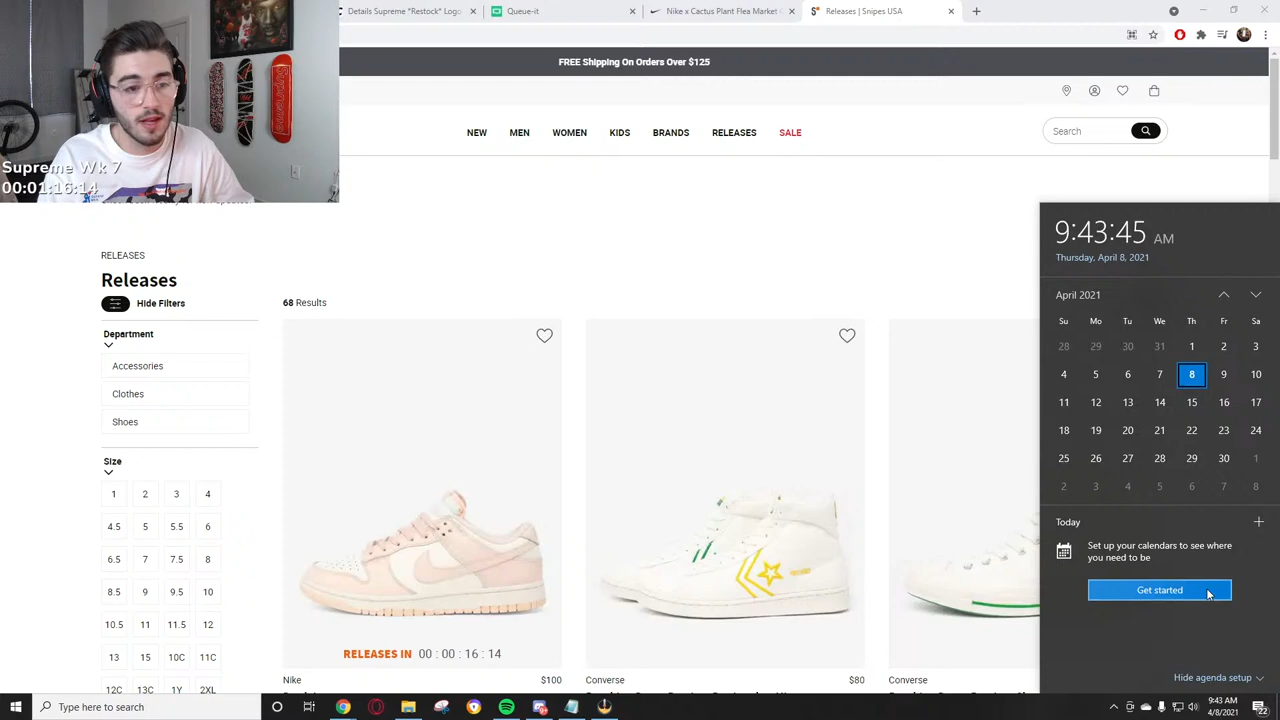 Details Supreme "Restock" Logo
Queue-it
Nike x Cactus Plant Flea Market
Releases | Snipes USA
FREE Shipping On Orders Over $125
NEW MEN WOMEN KIDS BRANDS RELEASES SALE
Search
Supreme Wk 7
00:01:16:14
RELEASES
Releases
Hide Filters
68 Results
Department
Accessories
Clothes
Shoes
Size
1 2 3 4
4.5 5 5.5 6
6.5 7 7.5 8
8.5 9 9.5 10
10.5 11 11.5 12
13 15 10C 11C
12C 13C 1Y 2XL
RELEASES IN 00 : 00 : 16 : 14
Nike $100
Converse $80
Converse
9:43:45 AM
Thursday, April 8, 2021
April 2021
Su Mo Tu We Th Fr Sa
28 29 30 31 1 2 3
4 5 6 7 8 9 10
11 12 13 14 15 16 17
18 19 20 21 22 23 24
25 26 27 28 29 30 1
2 3 4 5 6 7 8
Today
Set up your calendars to see where
you need to be
Get started
Hide agenda setup
Type here to search
9:43 AM
4/8/2021
22